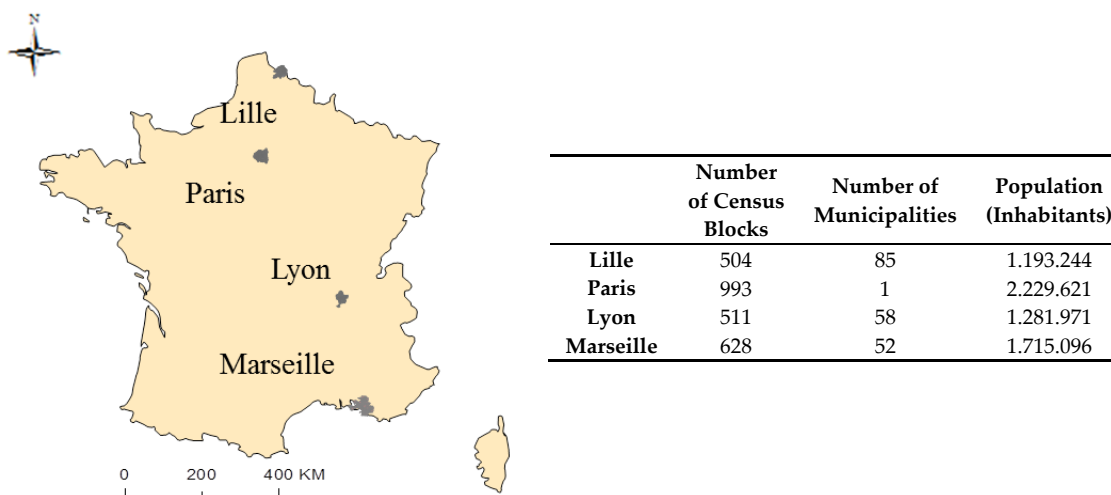 N
Lille
Paris
Lyon
Marseille
0 200 400 KM
Number of Census Blocks Number of Municipalities Population (Inhabitants)
Lille 504 85 1.193.244
Paris 993 1 2.229.621
Lyon 511 58 1.281.971
Marseille 628 52 1.715.096